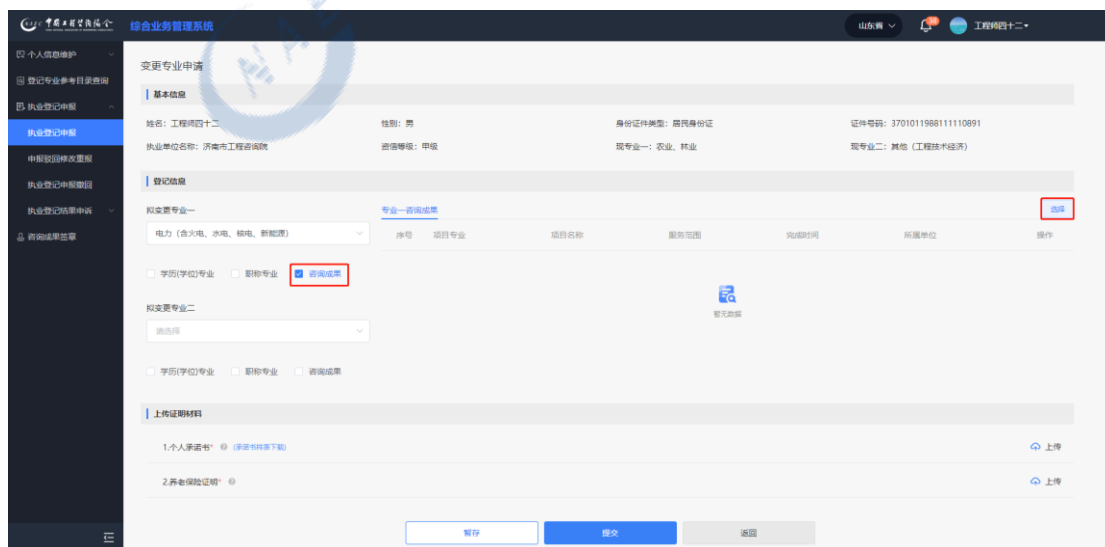 中国工程咨询协会
综合业务管理系统
山东省
工程师四十二
个人信息维护
登记专业参考目录查询
执业登记申报
执业登记申报
申报驳回修改重报
执业登记申报撤回
执业登记结果申诉
咨询成果签章
变更专业申请
基本信息
姓名：工程师四十二
性别：男
身份证件类型：居民身份证
证件号码：3701011988111110891
执业单位名称：济南市工程咨询院
资信等级：甲级
现专业一：农业、林业
现专业二：其他（工程技术经济）
登记信息
拟变更专业一
专业一咨询成果
选择
电力（含火电、水电、核电、新能源）
序号 项目专业 项目名称 服务范围 完成时间 所属单位 操作
学历(学位)专业 职称专业 咨询成果
暂无数据
拟变更专业二
请选择
学历(学位)专业 职称专业 咨询成果
上传证明材料
1.个人承诺书* (承诺书样表下载)
上传
2.养老保险证明*
上传
暂存 提交 返回